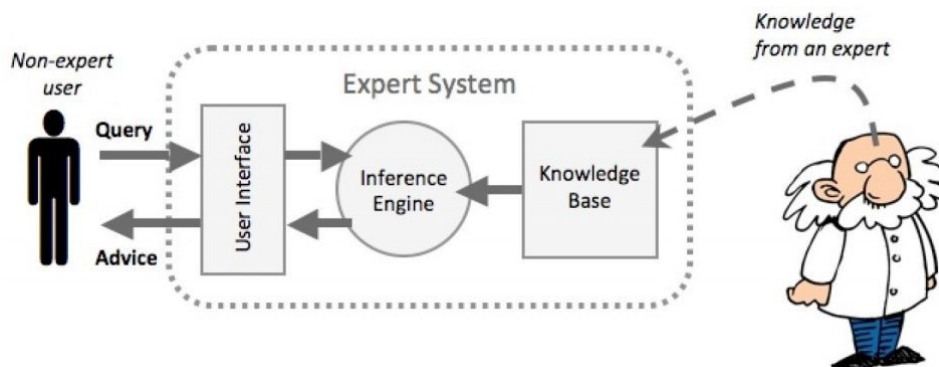 Knowledge
from an expert
Non-expert
user
Expert System
Query
User Interface
Inference
Engine
Knowledge
Base
Advice